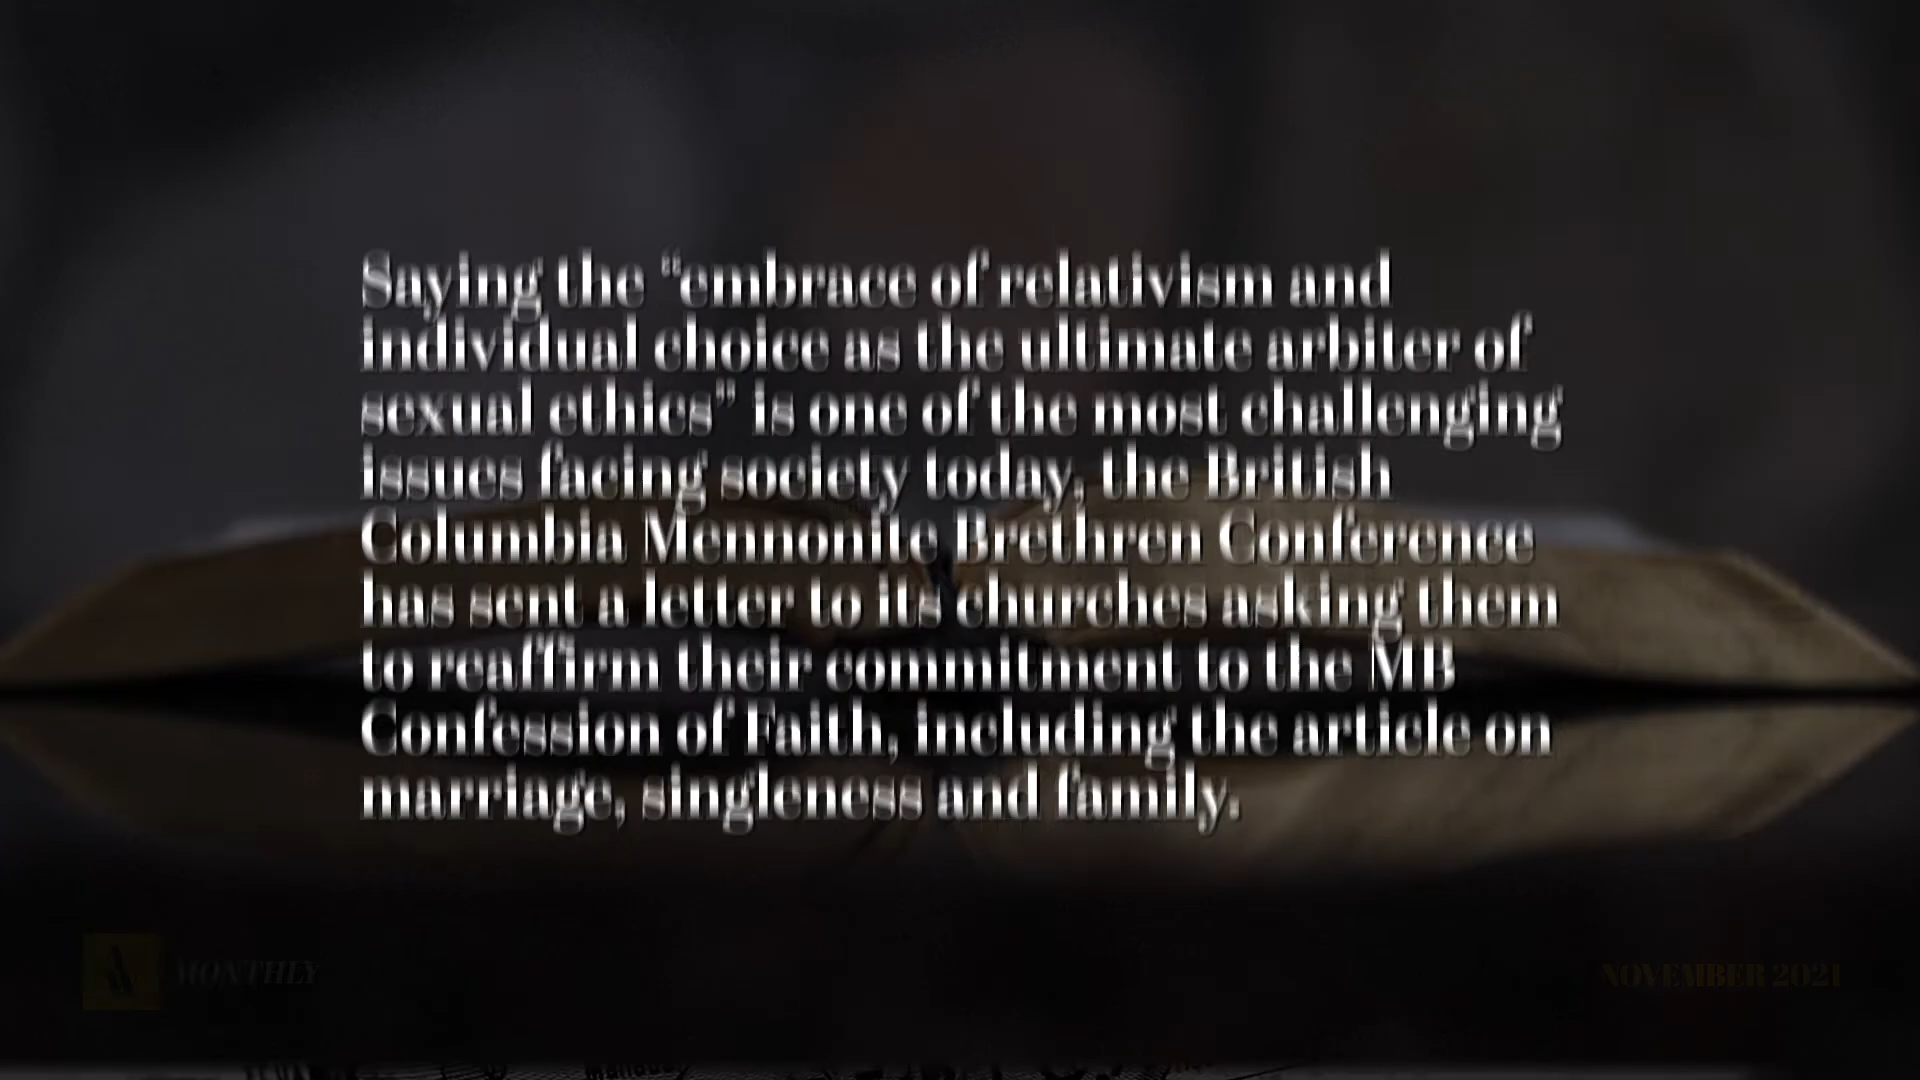 Saying the “embrace of relativism and
individual choice as the ultimate arbiter of
sexual ethics” is one of the most challenging
issues facing society today, the British
Columbia Mennonite Brethren Conference
has sent a letter to its churches asking them
to reaffirm their commitment to the MB
Confession of Faith, including the article on
marriage, singleness and family.
A MONTHLY
NOVEMBER 2021